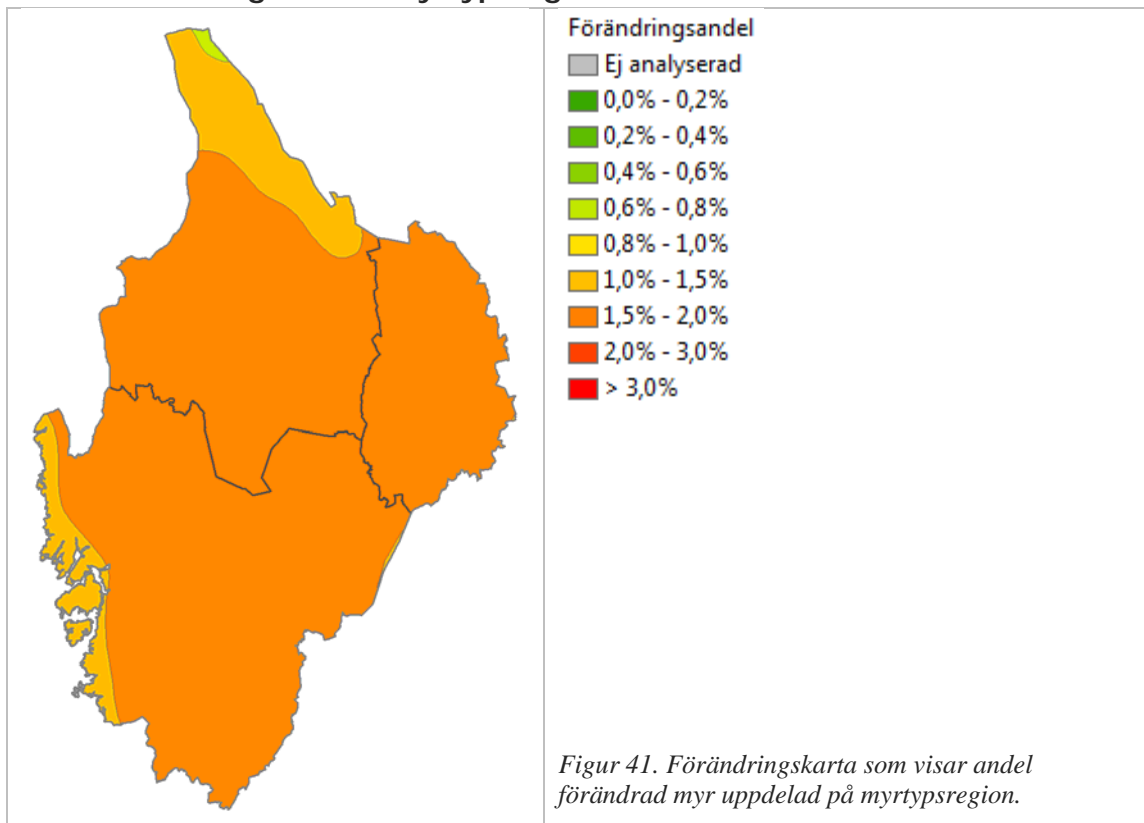 Förändringsandel
Ej analyserad
0,0% - 0,2%
0,2% - 0,4%
0,4% - 0,6%
0,6% - 0,8%
0,8% - 1,0%
1,0% - 1,5%
1,5% - 2,0%
2,0% - 3,0%
> 3,0%
Figur 41. Förändringskarta som visar andel
förändrad myr uppdelad på myrtypsregion.